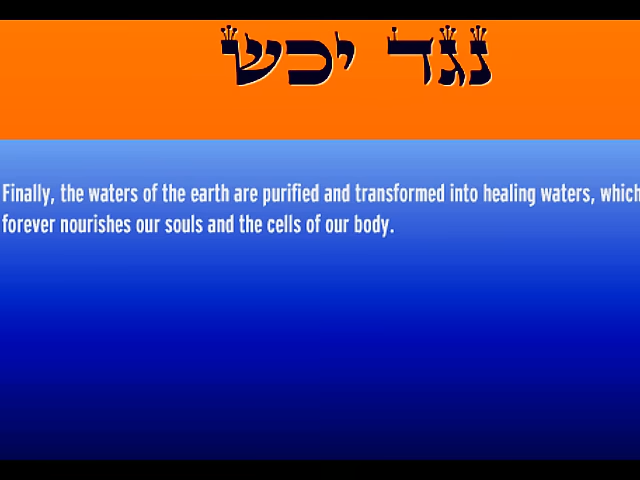 נגד יכש
Finally, the waters of the earth are purified and transformed into healing waters, which
forever nourishes our souls and the cells of our body.